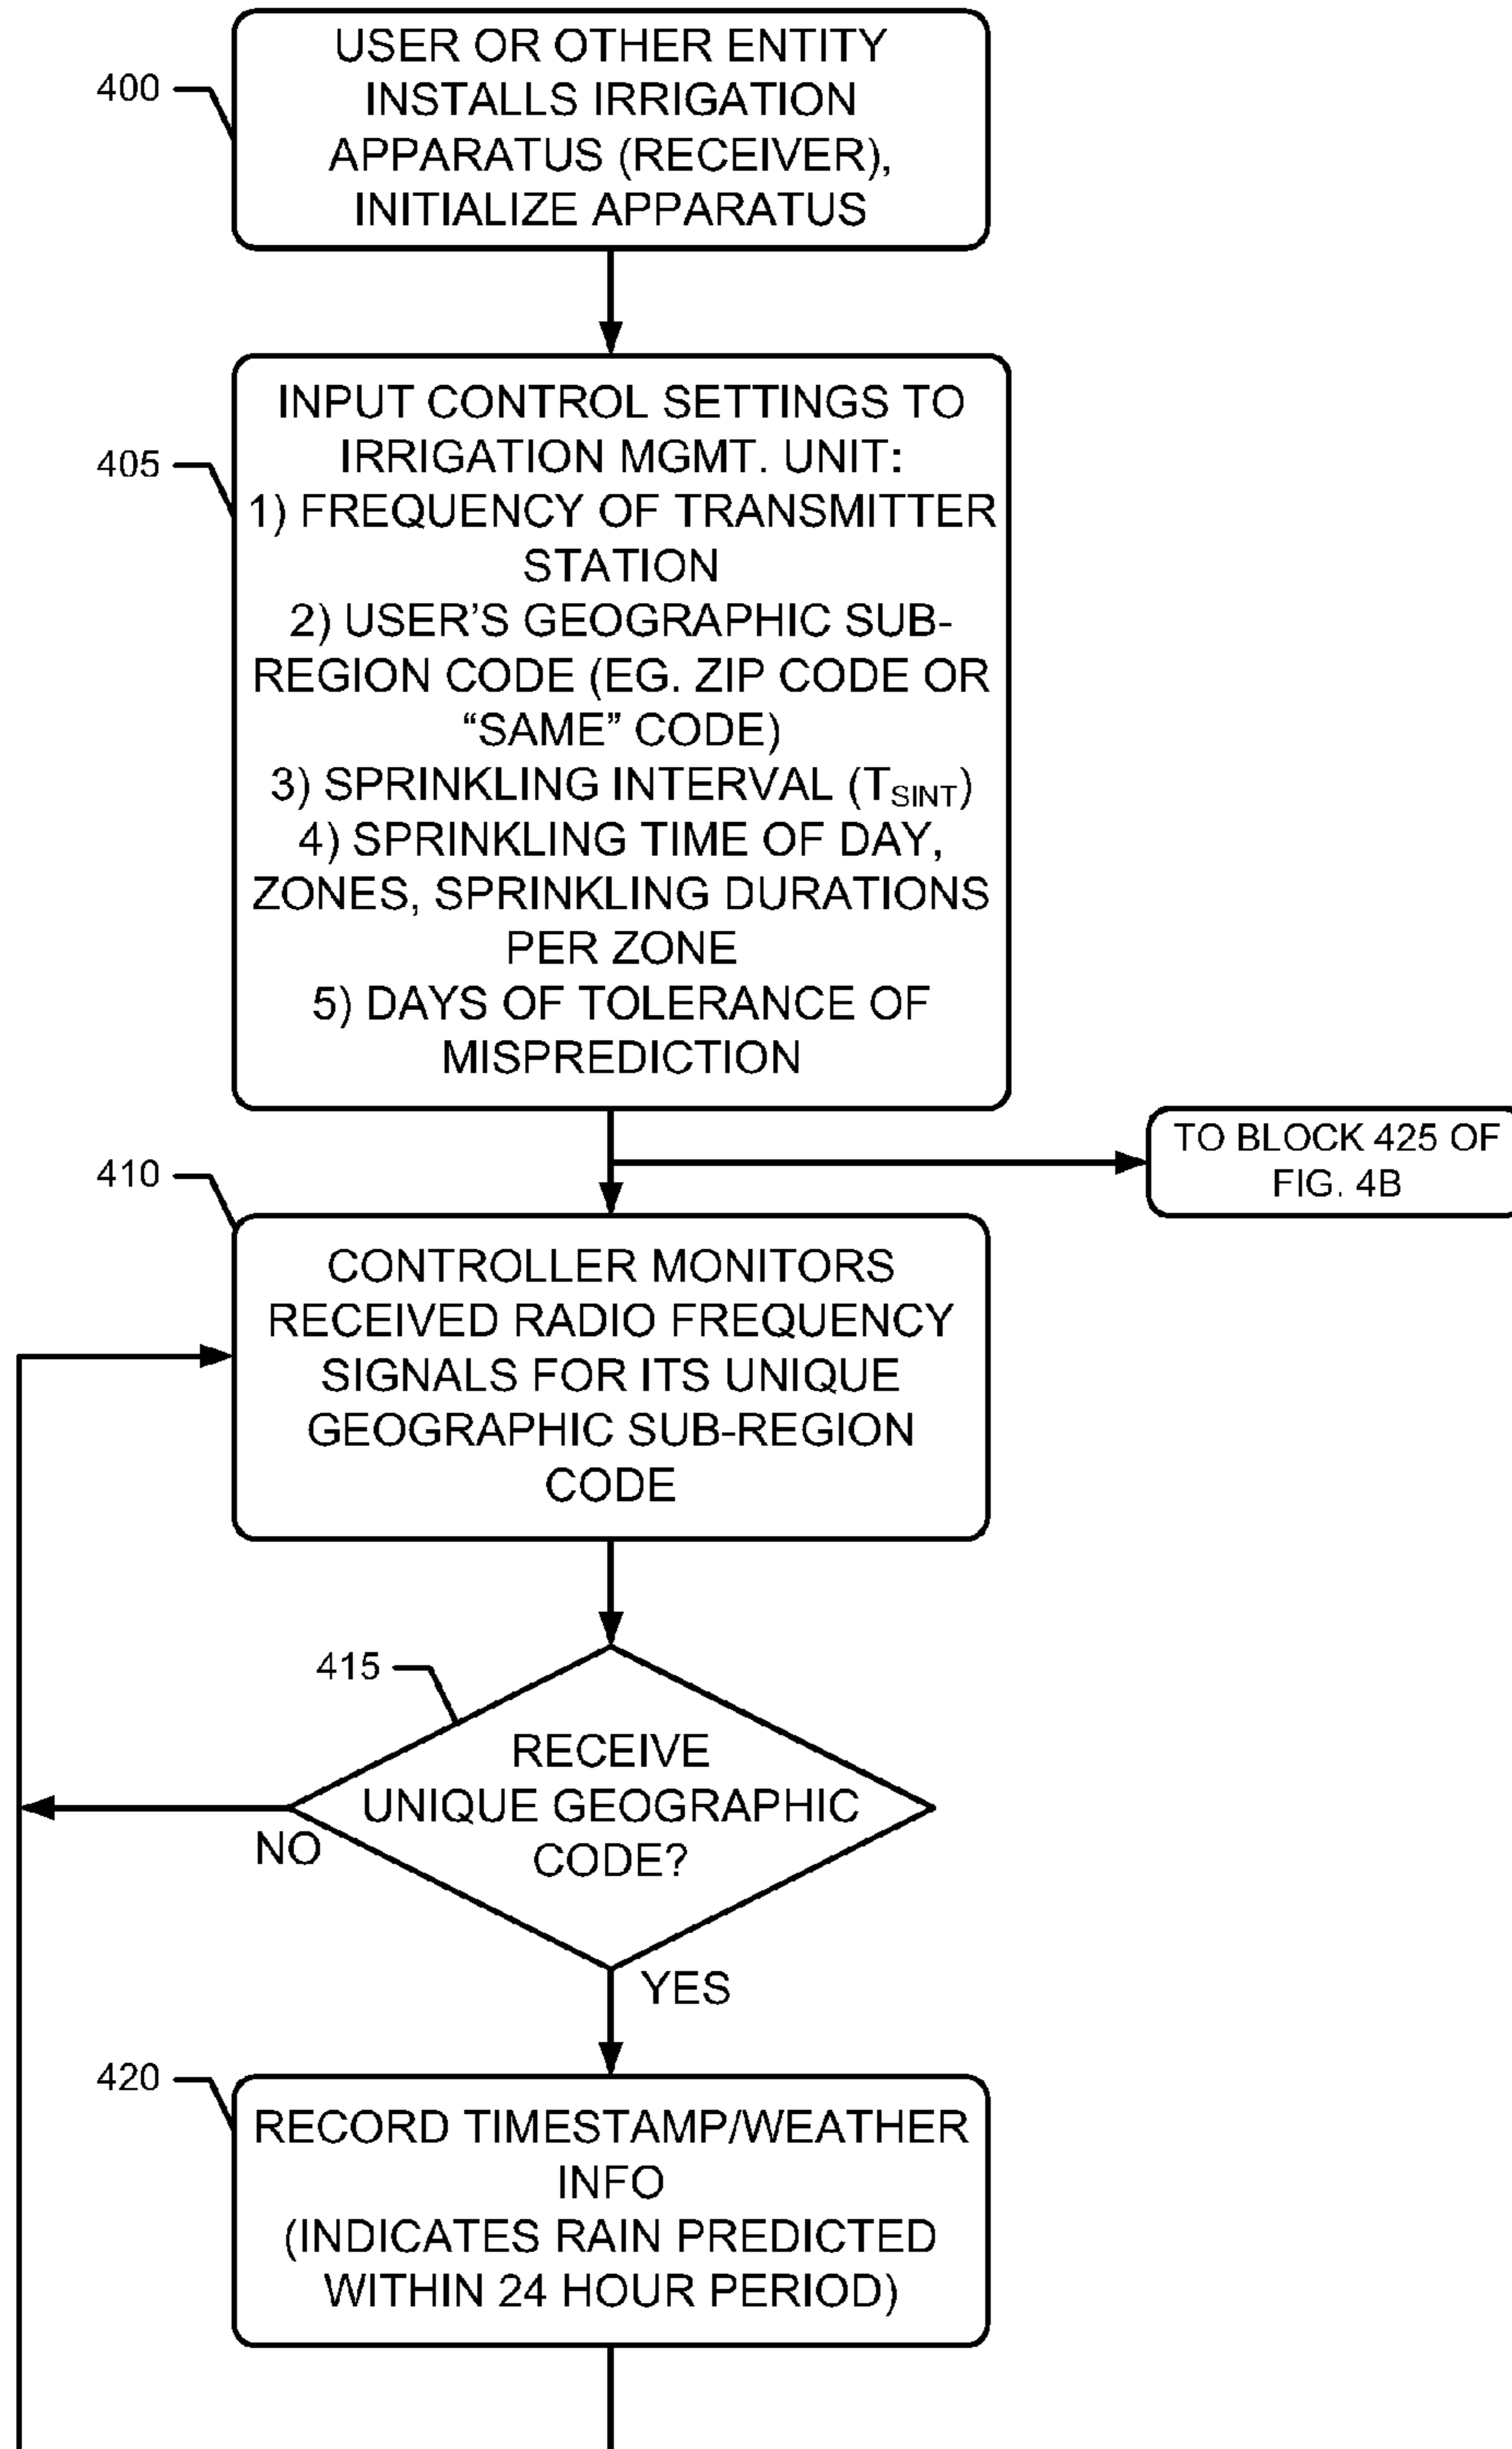 USER OR OTHER ENTITY
INSTALLS IRRIGATION
APPARATUS (RECEIVER),
INITIALIZE APPARATUS
400
INPUT CONTROL SETTINGS TO
IRRIGATION MGMT. UNIT:
1) FREQUENCY OF TRANSMITTER
STATION
2) USER'S GEOGRAPHIC SUB-
REGION CODE (EG. ZIP CODE OR
“SAME” CODE)
3) SPRINKLING INTERVAL (TSINT)
4) SPRINKLING TIME OF DAY,
ZONES, SPRINKLING DURATIONS
PER ZONE
5) DAYS OF TOLERANCE OF
MISPREDICTION
405
TO BLOCK 425 OF
FIG. 4B
410
CONTROLLER MONITORS
RECEIVED RADIO FREQUENCY
SIGNALS FOR ITS UNIQUE
GEOGRAPHIC SUB-REGION
CODE
415
RECEIVE
UNIQUE GEOGRAPHIC
CODE?
NO
YES
420
RECORD TIMESTAMP/WEATHER
INFO
(INDICATES RAIN PREDICTED
WITHIN 24 HOUR PERIOD)